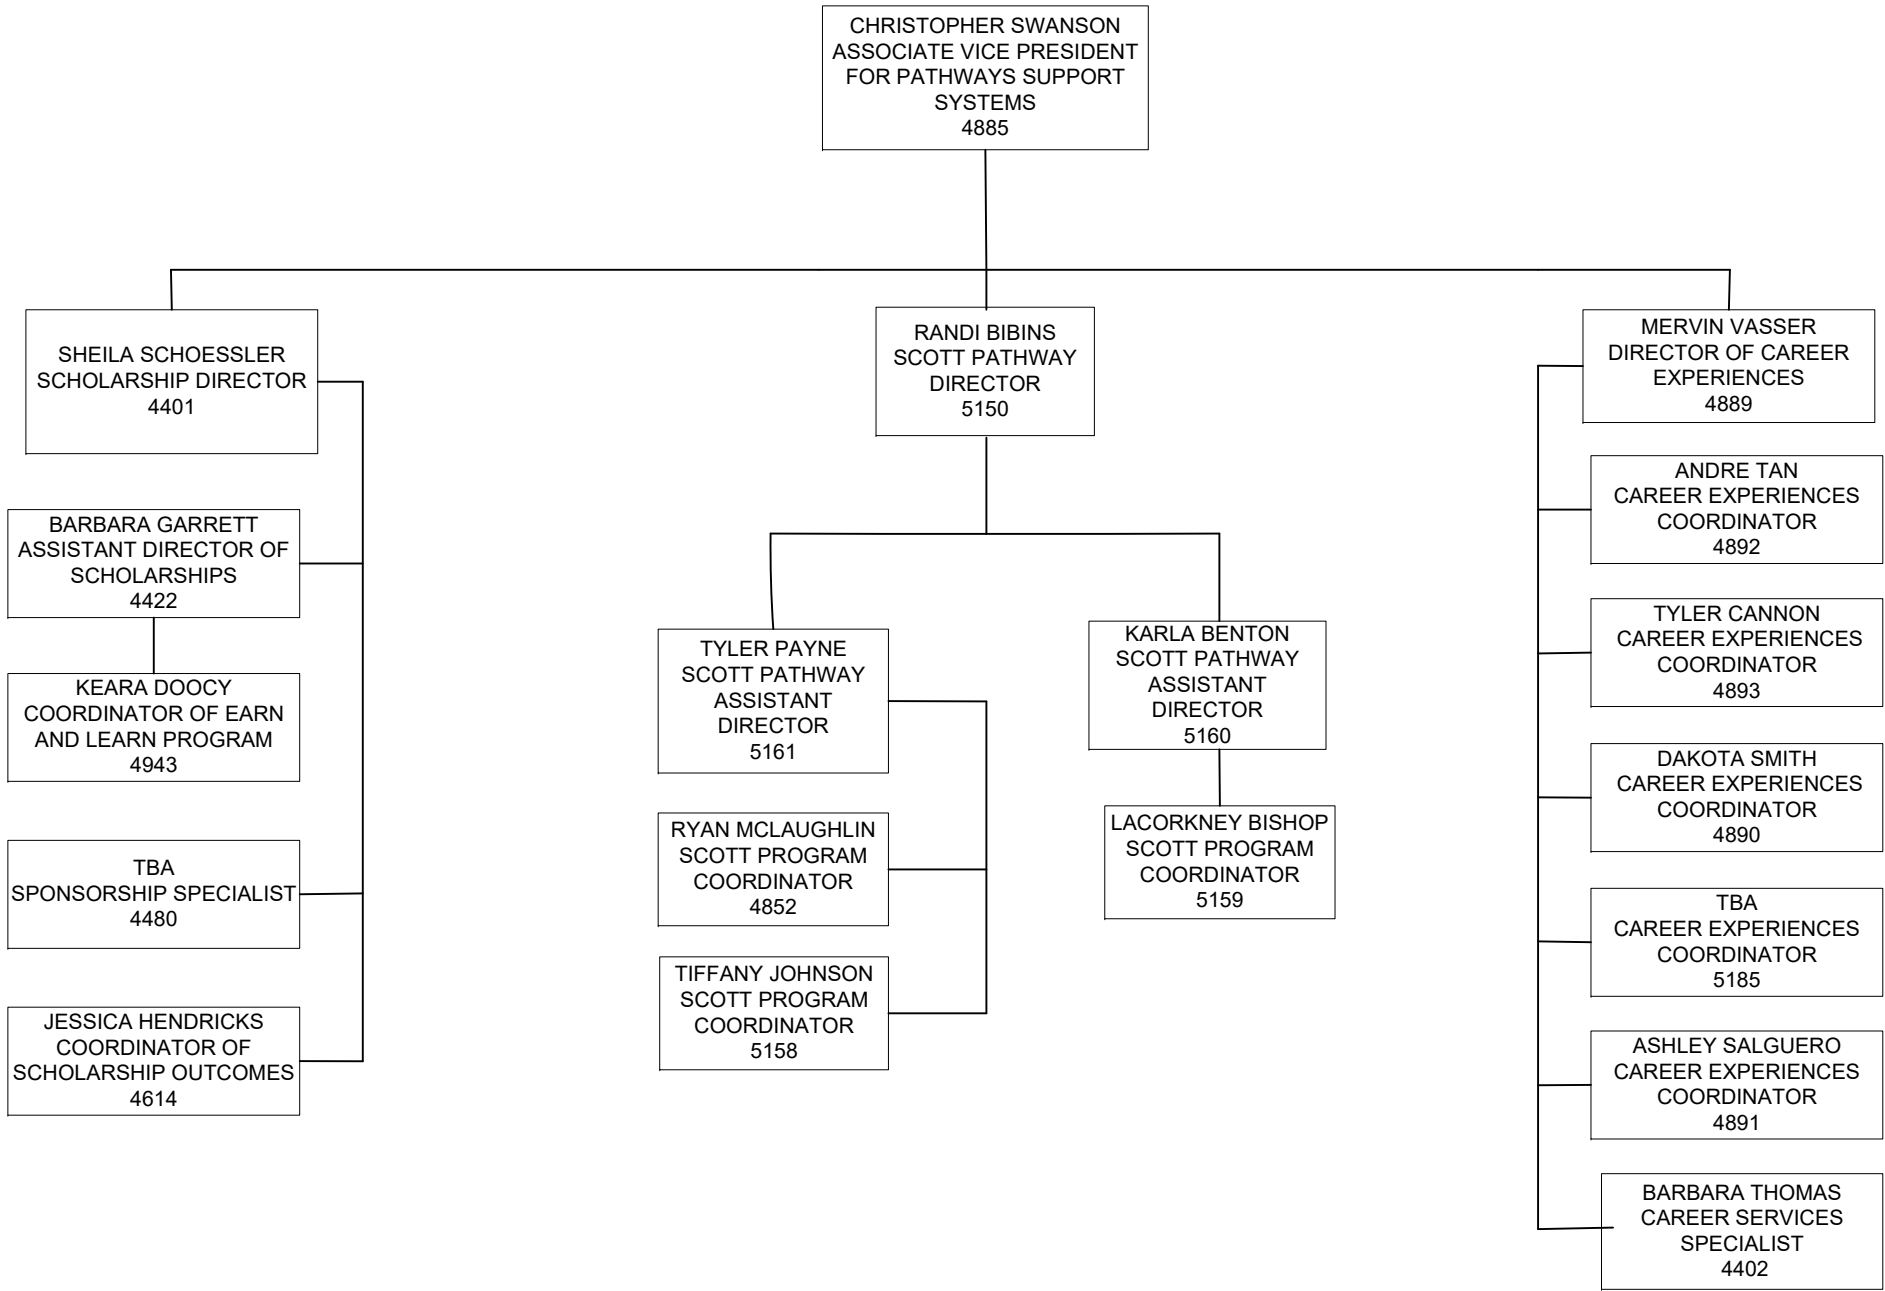 CHRISTOPHER SWANSON
ASSOCIATE VICE PRESIDENT
FOR PATHWAYS SUPPORT
SYSTEMS
4885
SHEILA SCHOESSLER
SCHOLARSHIP DIRECTOR
4401
BARBARA GARRETT
ASSISTANT DIRECTOR OF
SCHOLARSHIPS
4422
KEARA DOOCY
COORDINATOR OF EARN
AND LEARN PROGRAM
4943
TBA
SPONSORSHIP SPECIALIST
4480
JESSICA HENDRICKS
COORDINATOR OF
SCHOLARSHIP OUTCOMES
4614
RANDI BIBINS
SCOTT PATHWAY
DIRECTOR
5150
TYLER PAYNE
SCOTT PATHWAY
ASSISTANT
DIRECTOR
5161
RYAN MCLAUGHLIN
SCOTT PROGRAM
COORDINATOR
4852
TIFFANY JOHNSON
SCOTT PROGRAM
COORDINATOR
5158
KARLA BENTON
SCOTT PATHWAY
ASSISTANT
DIRECTOR
5160
LACORKNEY BISHOP
SCOTT PROGRAM
COORDINATOR
5159
MERVIN VASSER
DIRECTOR OF CAREER
EXPERIENCES
4889
ANDRE TAN
CAREER EXPERIENCES
COORDINATOR
4892
TYLER CANNON
CAREER EXPERIENCES
COORDINATOR
4893
DAKOTA SMITH
CAREER EXPERIENCES
COORDINATOR
4890
TBA
CAREER EXPERIENCES
COORDINATOR
5185
ASHLEY SALGUERO
CAREER EXPERIENCES
COORDINATOR
4891
BARBARA THOMAS
CAREER SERVICES
SPECIALIST
4402